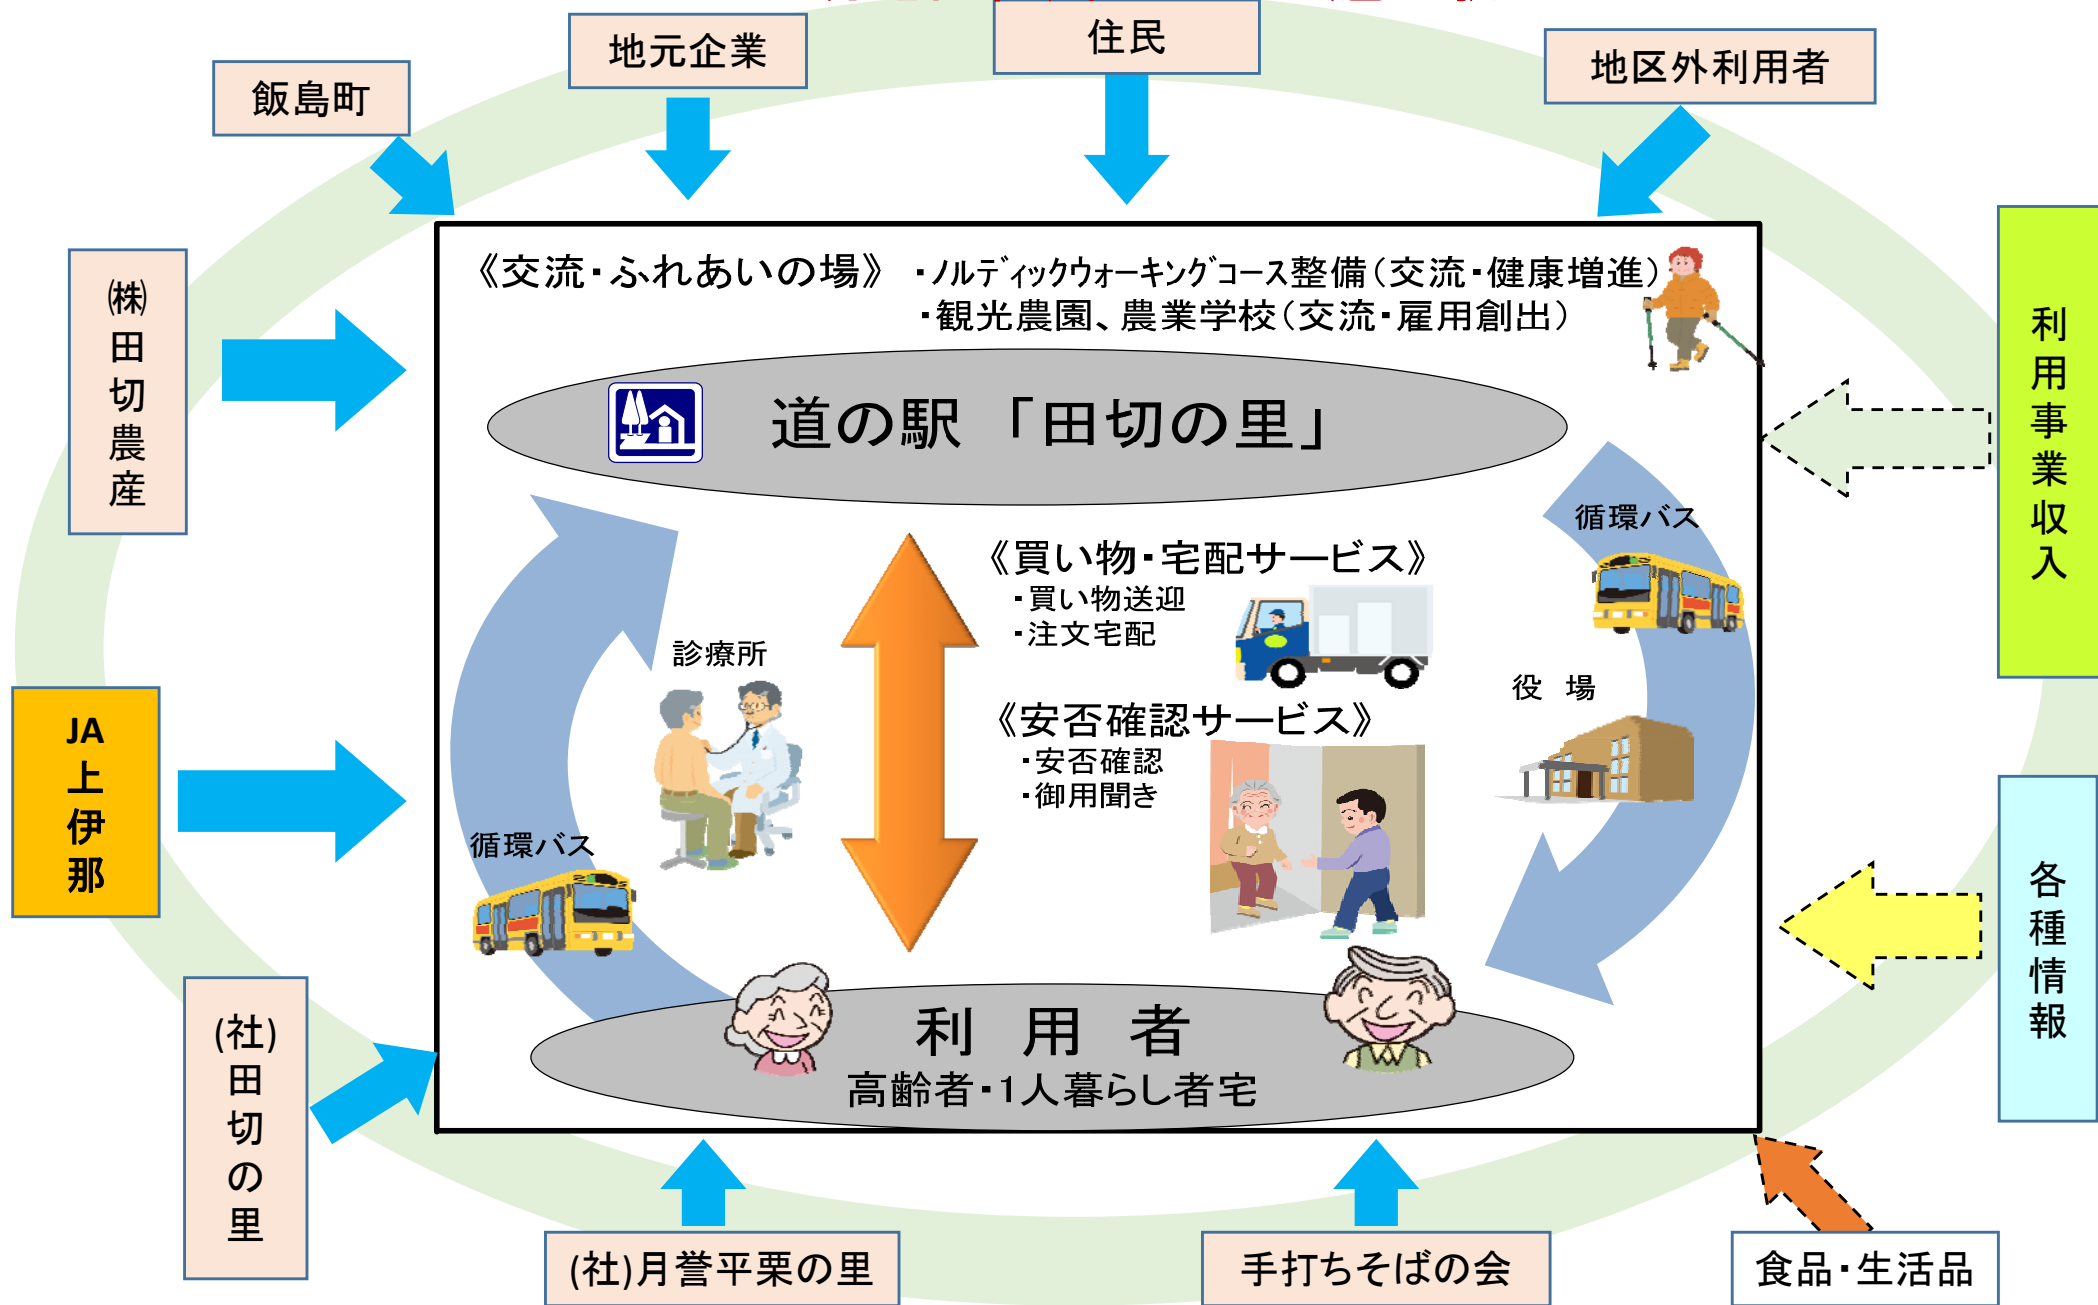 地元企業
住民
地区外利用者
飯島町
㈱田切農産
JA上伊那
(社)田切の里
(社)月誉平栗の里
手打ちそばの会
食品・生活品
利用事業収入
各種情報
《交流・ふれあいの場》
・ﾉﾙﾃﾞｨｯｸｳｫｰｷﾝｸﾞｺｰｽ整備（交流・健康増進）
・観光農園、農業学校（交流・雇用創出）
道の駅 「田切の里」
循環バス
《買い物・宅配サービス》
・買い物送迎
・注文宅配
診療所
役 場
《安否確認サービス》
・安否確認
・御用聞き
循環バス
利 用 者
高齢者・１人暮らし者宅